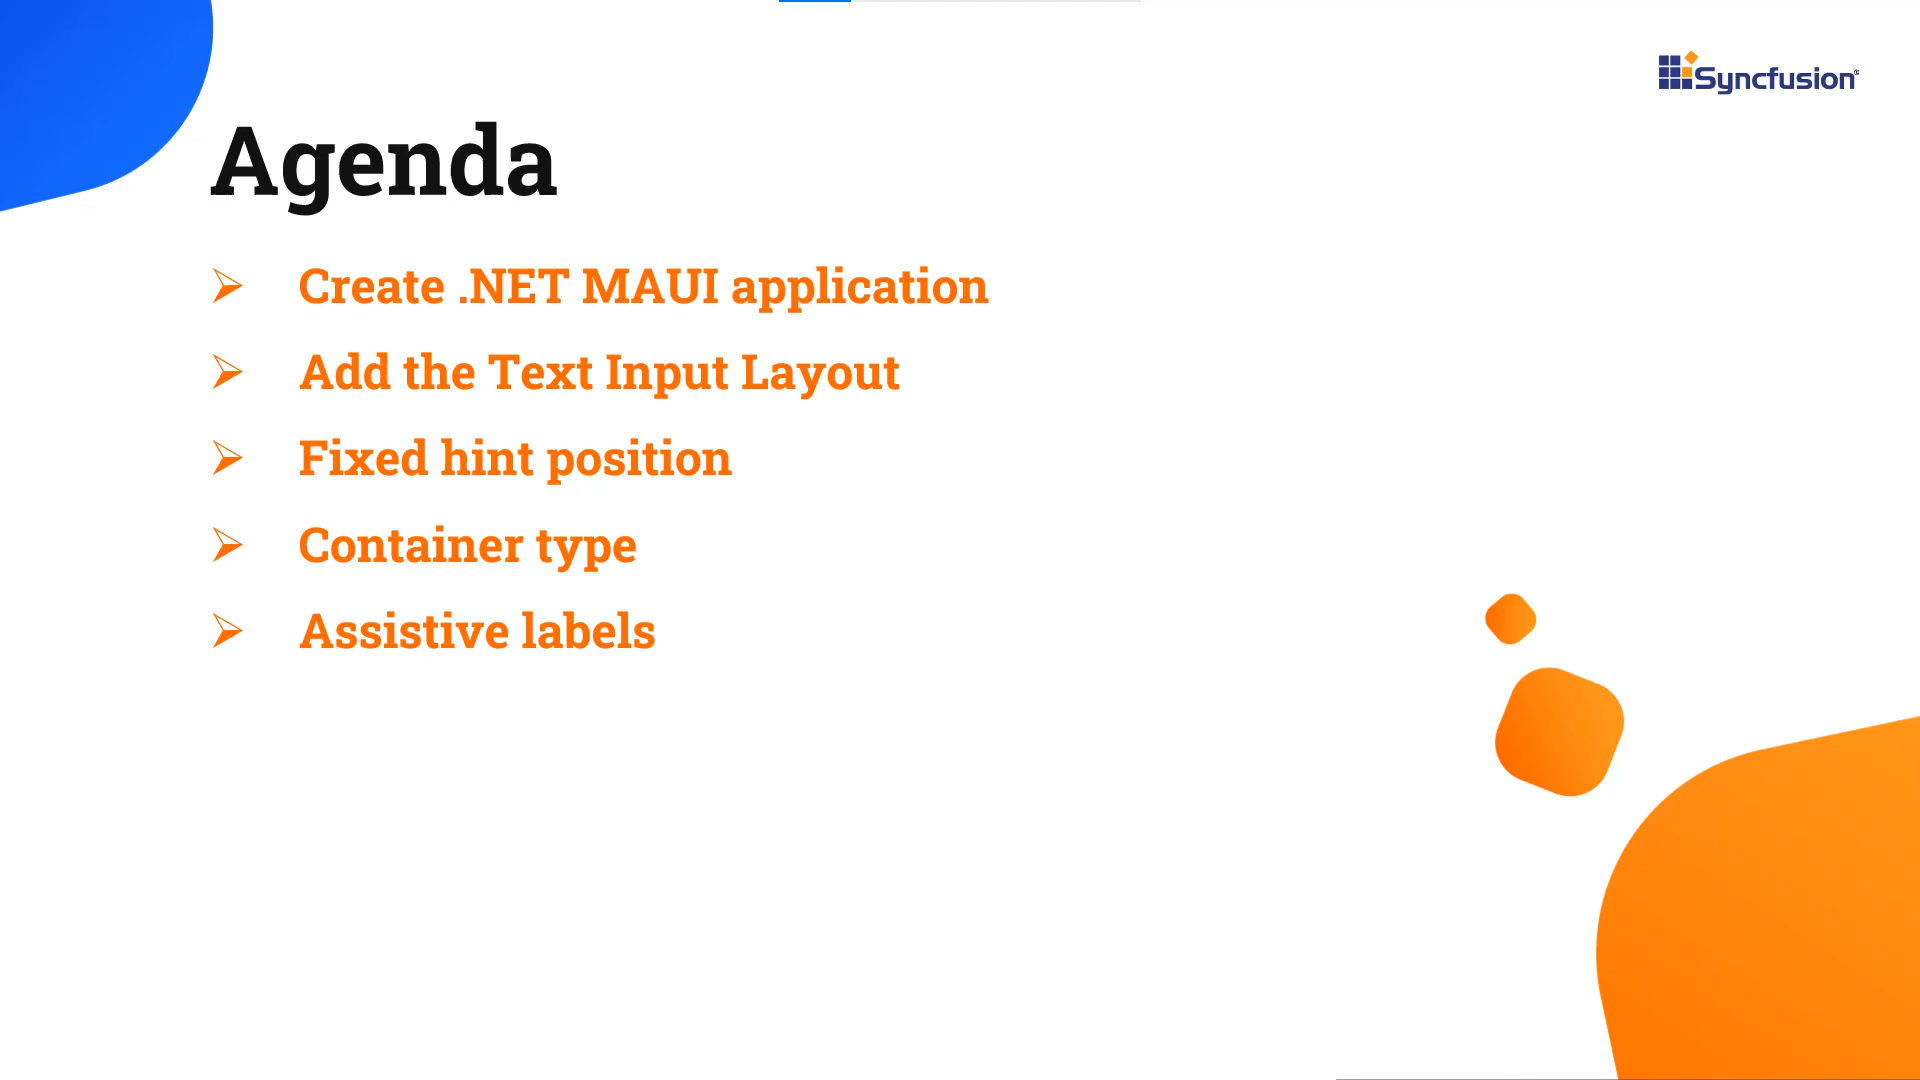 Syncfusion®
Agenda
➢ Create .NET MAUI application
➢ Add the Text Input Layout
➢ Fixed hint position
➢ Container type
➢ Assistive labels